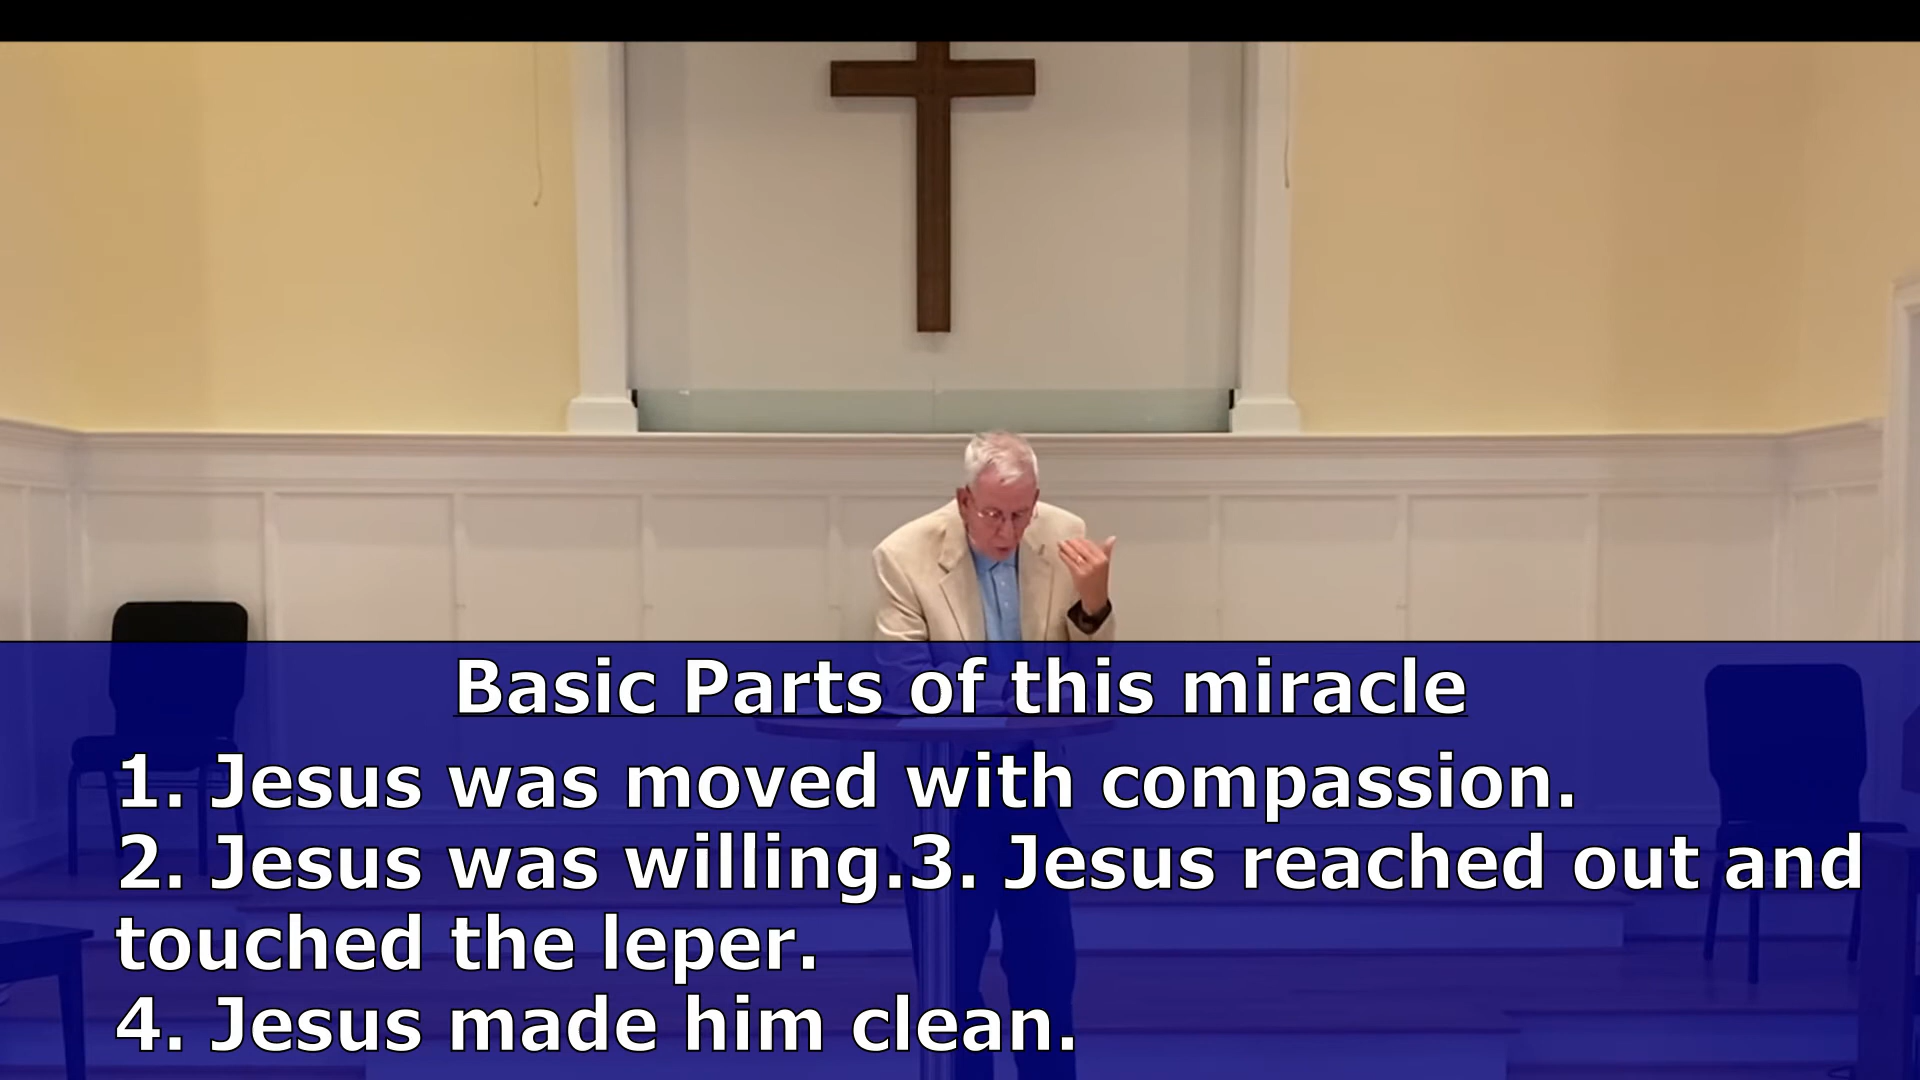 Basic Parts of this miracle
1. Jesus was moved with compassion.
2. Jesus was willing.3. Jesus reached out and
touched the leper.
4. Jesus made him clean.